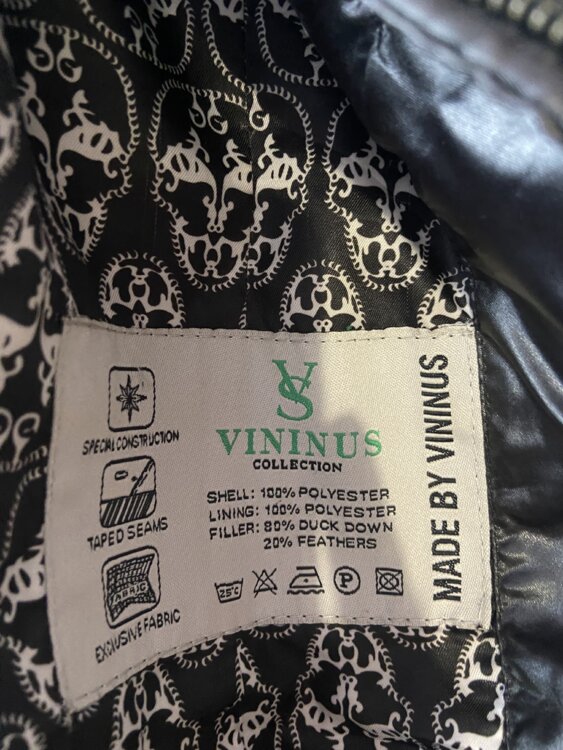 SPECIAL CONSTRUCTION
TAPED SEAMS
FABRIC
EXCLUSIVE FABRIC
VS
VININUS
COLLECTION
SHELL: 100% POLYESTER
LINING: 100% POLYESTER
FILLER: 80% DUCK DOWN
20% FEATHERS
25°C
P
MADE BY VININUS